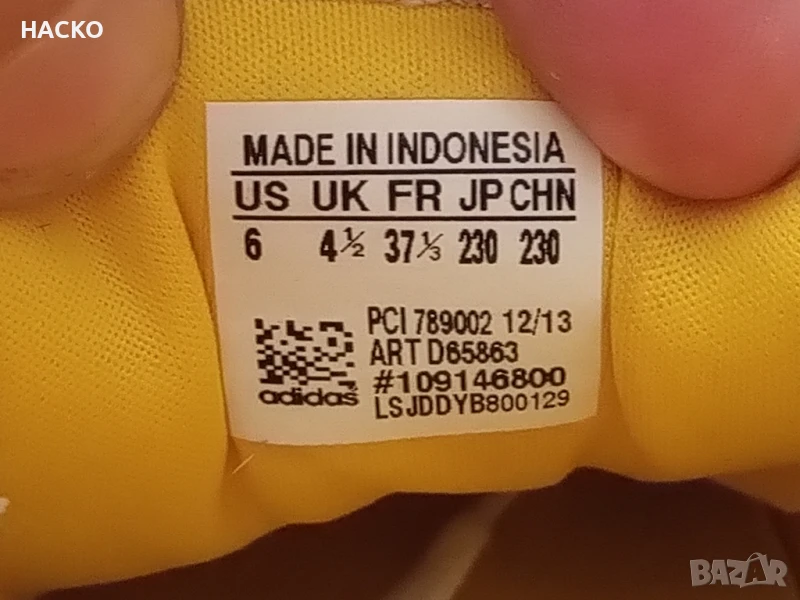 HACKO
MADE IN INDONESIA
US UK FR JP CHN
6 4½ 37⅓ 230 230
PCI 789002 12/13
ART D65863
#109146800
adidas
LSJDDYB800129
BAZAR